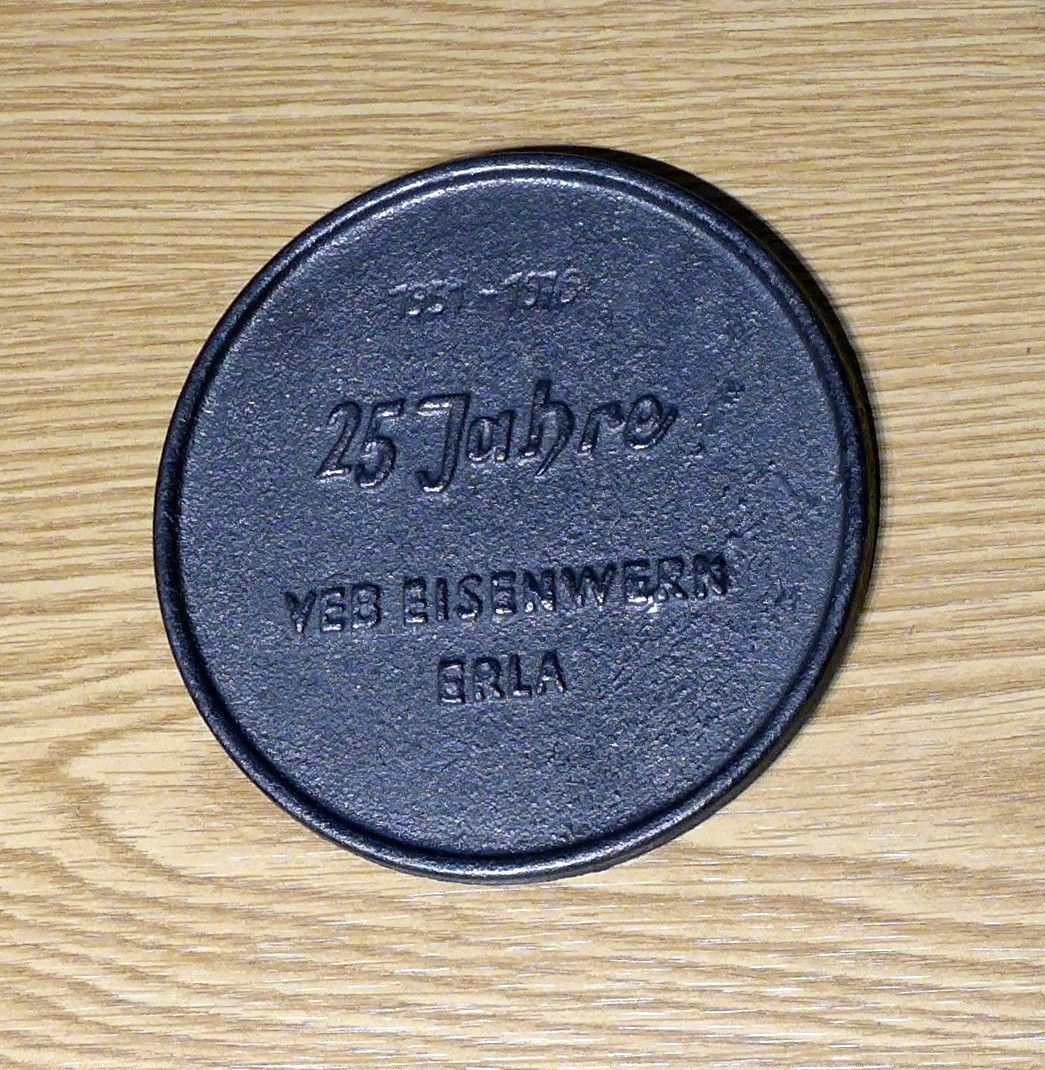 1951 - 1976
25 Jahre
VEB EISENWERK
ERLA